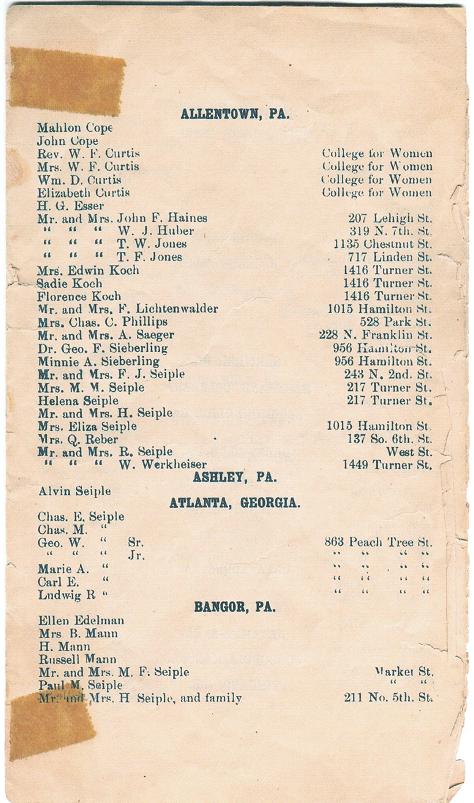 ALLENTOWN, PA.
Mahlon Cope
John Cope
Rev. W. F. Curtis College for Women
Mrs. W. F. Curtis College for Women
Wm. D. Curtis College for Women
Elizabeth Curtis College for Women
H. G. Esser
Mr. and Mrs. John F. Haines 207 Lehigh St.
“ “ “ W. J. Huber 319 N. 7th. St.
“ “ “ T. W. Jones 1135 Chestnut St.
“ “ “ T. F. Jones 717 Linden St.
Mrs. Edwin Koch 1416 Turner St.
Sadie Koch 1416 Turner St.
Florence Koch 1416 Turner St.
Mr. and Mrs. F. Lichtenwalder 1015 Hamilton St.
Mrs. Chas. C. Phillips 528 Park St.
Mr. and Mrs. A. Saeger 228 N. Franklin St.
Dr. Geo. F. Sieberling 956 Hamilton St.
Minnie A. Sieberling 956 Hamilton St.
Mr. and Mrs. F. J. Seiple 243 N. 2nd. St.
Mrs. M. M. Seiple 217 Turner St.
Helena Seiple 217 Turner St.
Mr. and Mrs. H. Seiple
Mrs. Eliza Seiple 1015 Hamilton St.
Mrs. Q. Reber 137 So. 6th. St.
Mr. and Mrs. R. Seiple West St.
“ “ “ W. Werkheiser 1449 Turner St.
ASHLEY, PA.
Alvin Seiple
ATLANTA, GEORGIA.
Chas. E. Seiple
Chas. M. “
Geo. W. “ Sr. 863 Peach Tree St.
“ “ “ Jr. “ “ “ “
Marie A. “ “ “ “ “
Carl E. “ “ “ “ “
Ludwig R “ “ “ “ “
BANGOR, PA.
Ellen Edelman
Mrs B. Mann
H. Mann
Russell Mann
Mr. and Mrs. M. F. Seiple Market St.
Paul M. Seiple “ “
Mr. and Mrs. H Seiple, and family 211 No. 5th. St.